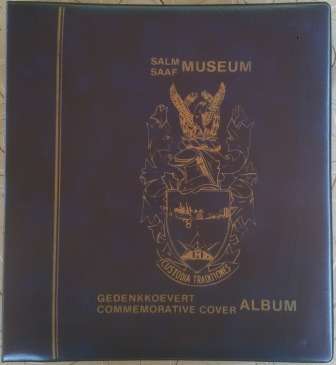 SALM
SAAF MUSEUM
CUSTODIA TRADITIONIS
GEDENKKOEVERT
COMMEMORATIVE COVER ALBUM